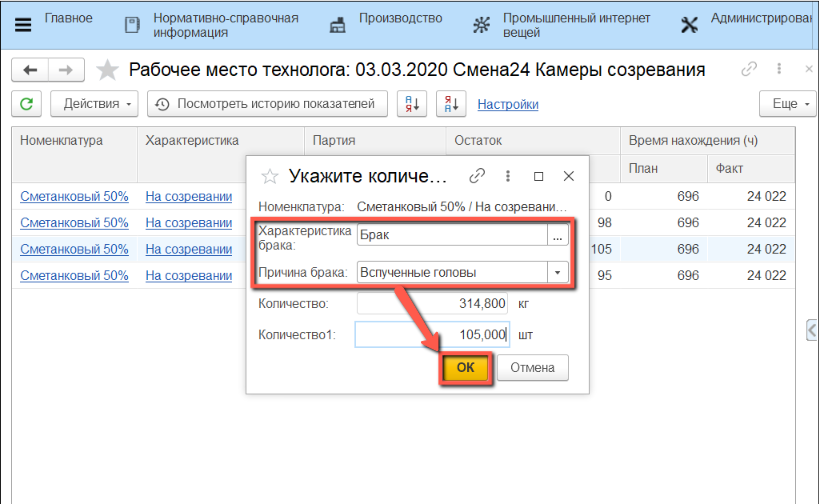 Главное
Нормативно-справочная
информация
Производство
Промышленный интернет
вещей
Администрирован
Рабочее место технолога: 03.03.2020 Смена24 Камеры созревания
Действия
Посмотреть историю показателей
А
Я
Я
А
Настройки
Еще
Номенклатура Характеристика Партия Остаток Время нахождения (ч)
План Факт
Сметанковый 50% На созревании 0 696 24 022
Сметанковый 50% На созревании 98 696 24 022
Сметанковый 50% На созревании 105 696 24 022
Сметанковый 50% На созревании 95 696 24 022
Укажите количе...
Номенклатура: Сметанковый 50% / На созревани...
Характеристика
брака:
Брак
...
Причина брака: Вспученные головы
Количество: 314,800 кг
Количество1: 105,000 шт
ОК
Отмена